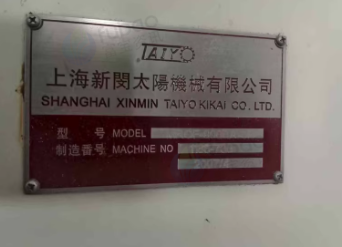 TAIYO
上海新閔太陽機械有限公司
SHANGHAI XINMIN TAIYO KIKAI CO., LTD.
型 号 MODEL
制造番号 MACHINE NO